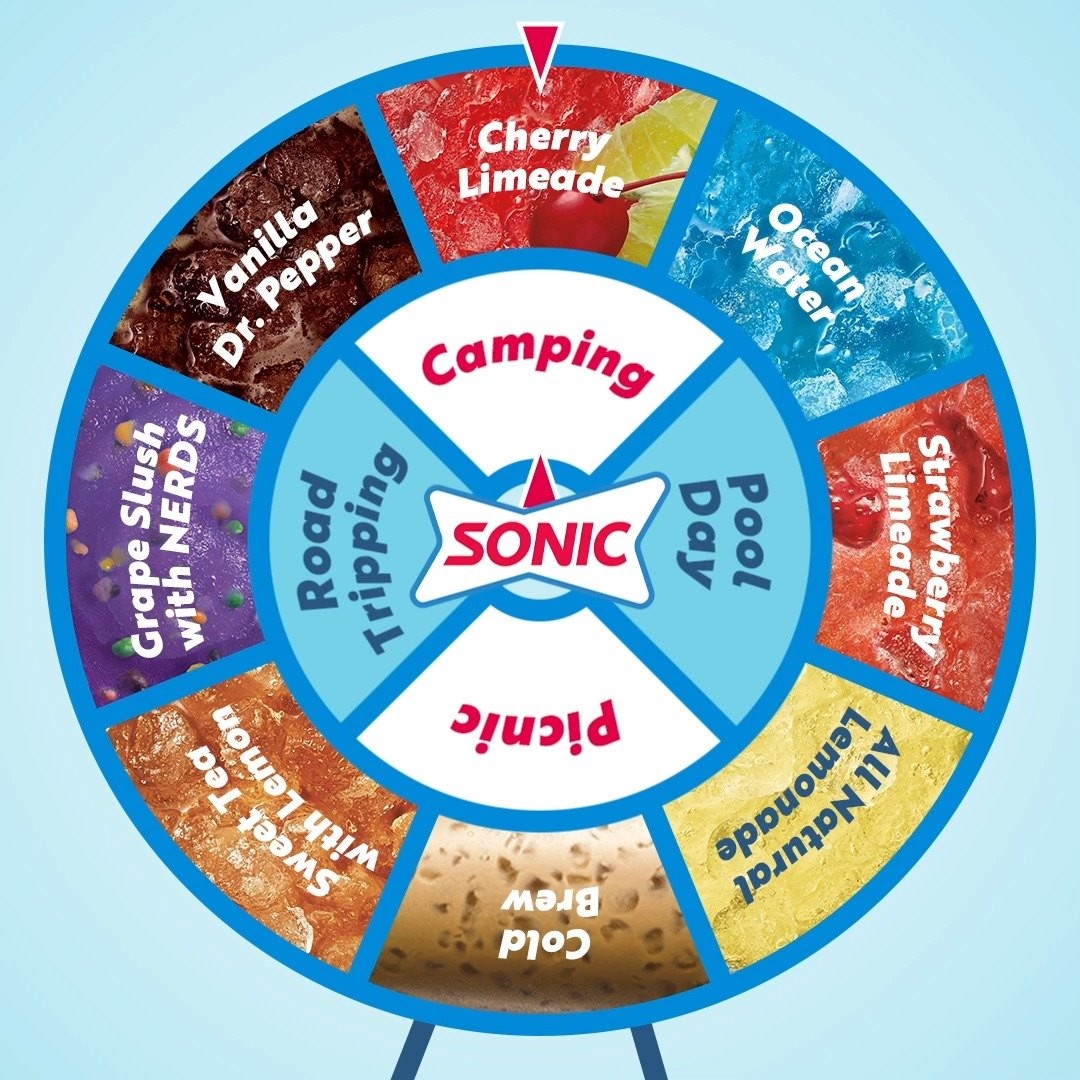 Cherry
Limeade
Ocean
Water
Strawberry
Limeade
All Natural
Lemonade
Cold
Brew
Sweet Tea
with Lemon
Grape Slush
with NERDS
Vanilla
Dr. Pepper
Camping
Pool
Day
Picnic
Road
Tripping
SONIC